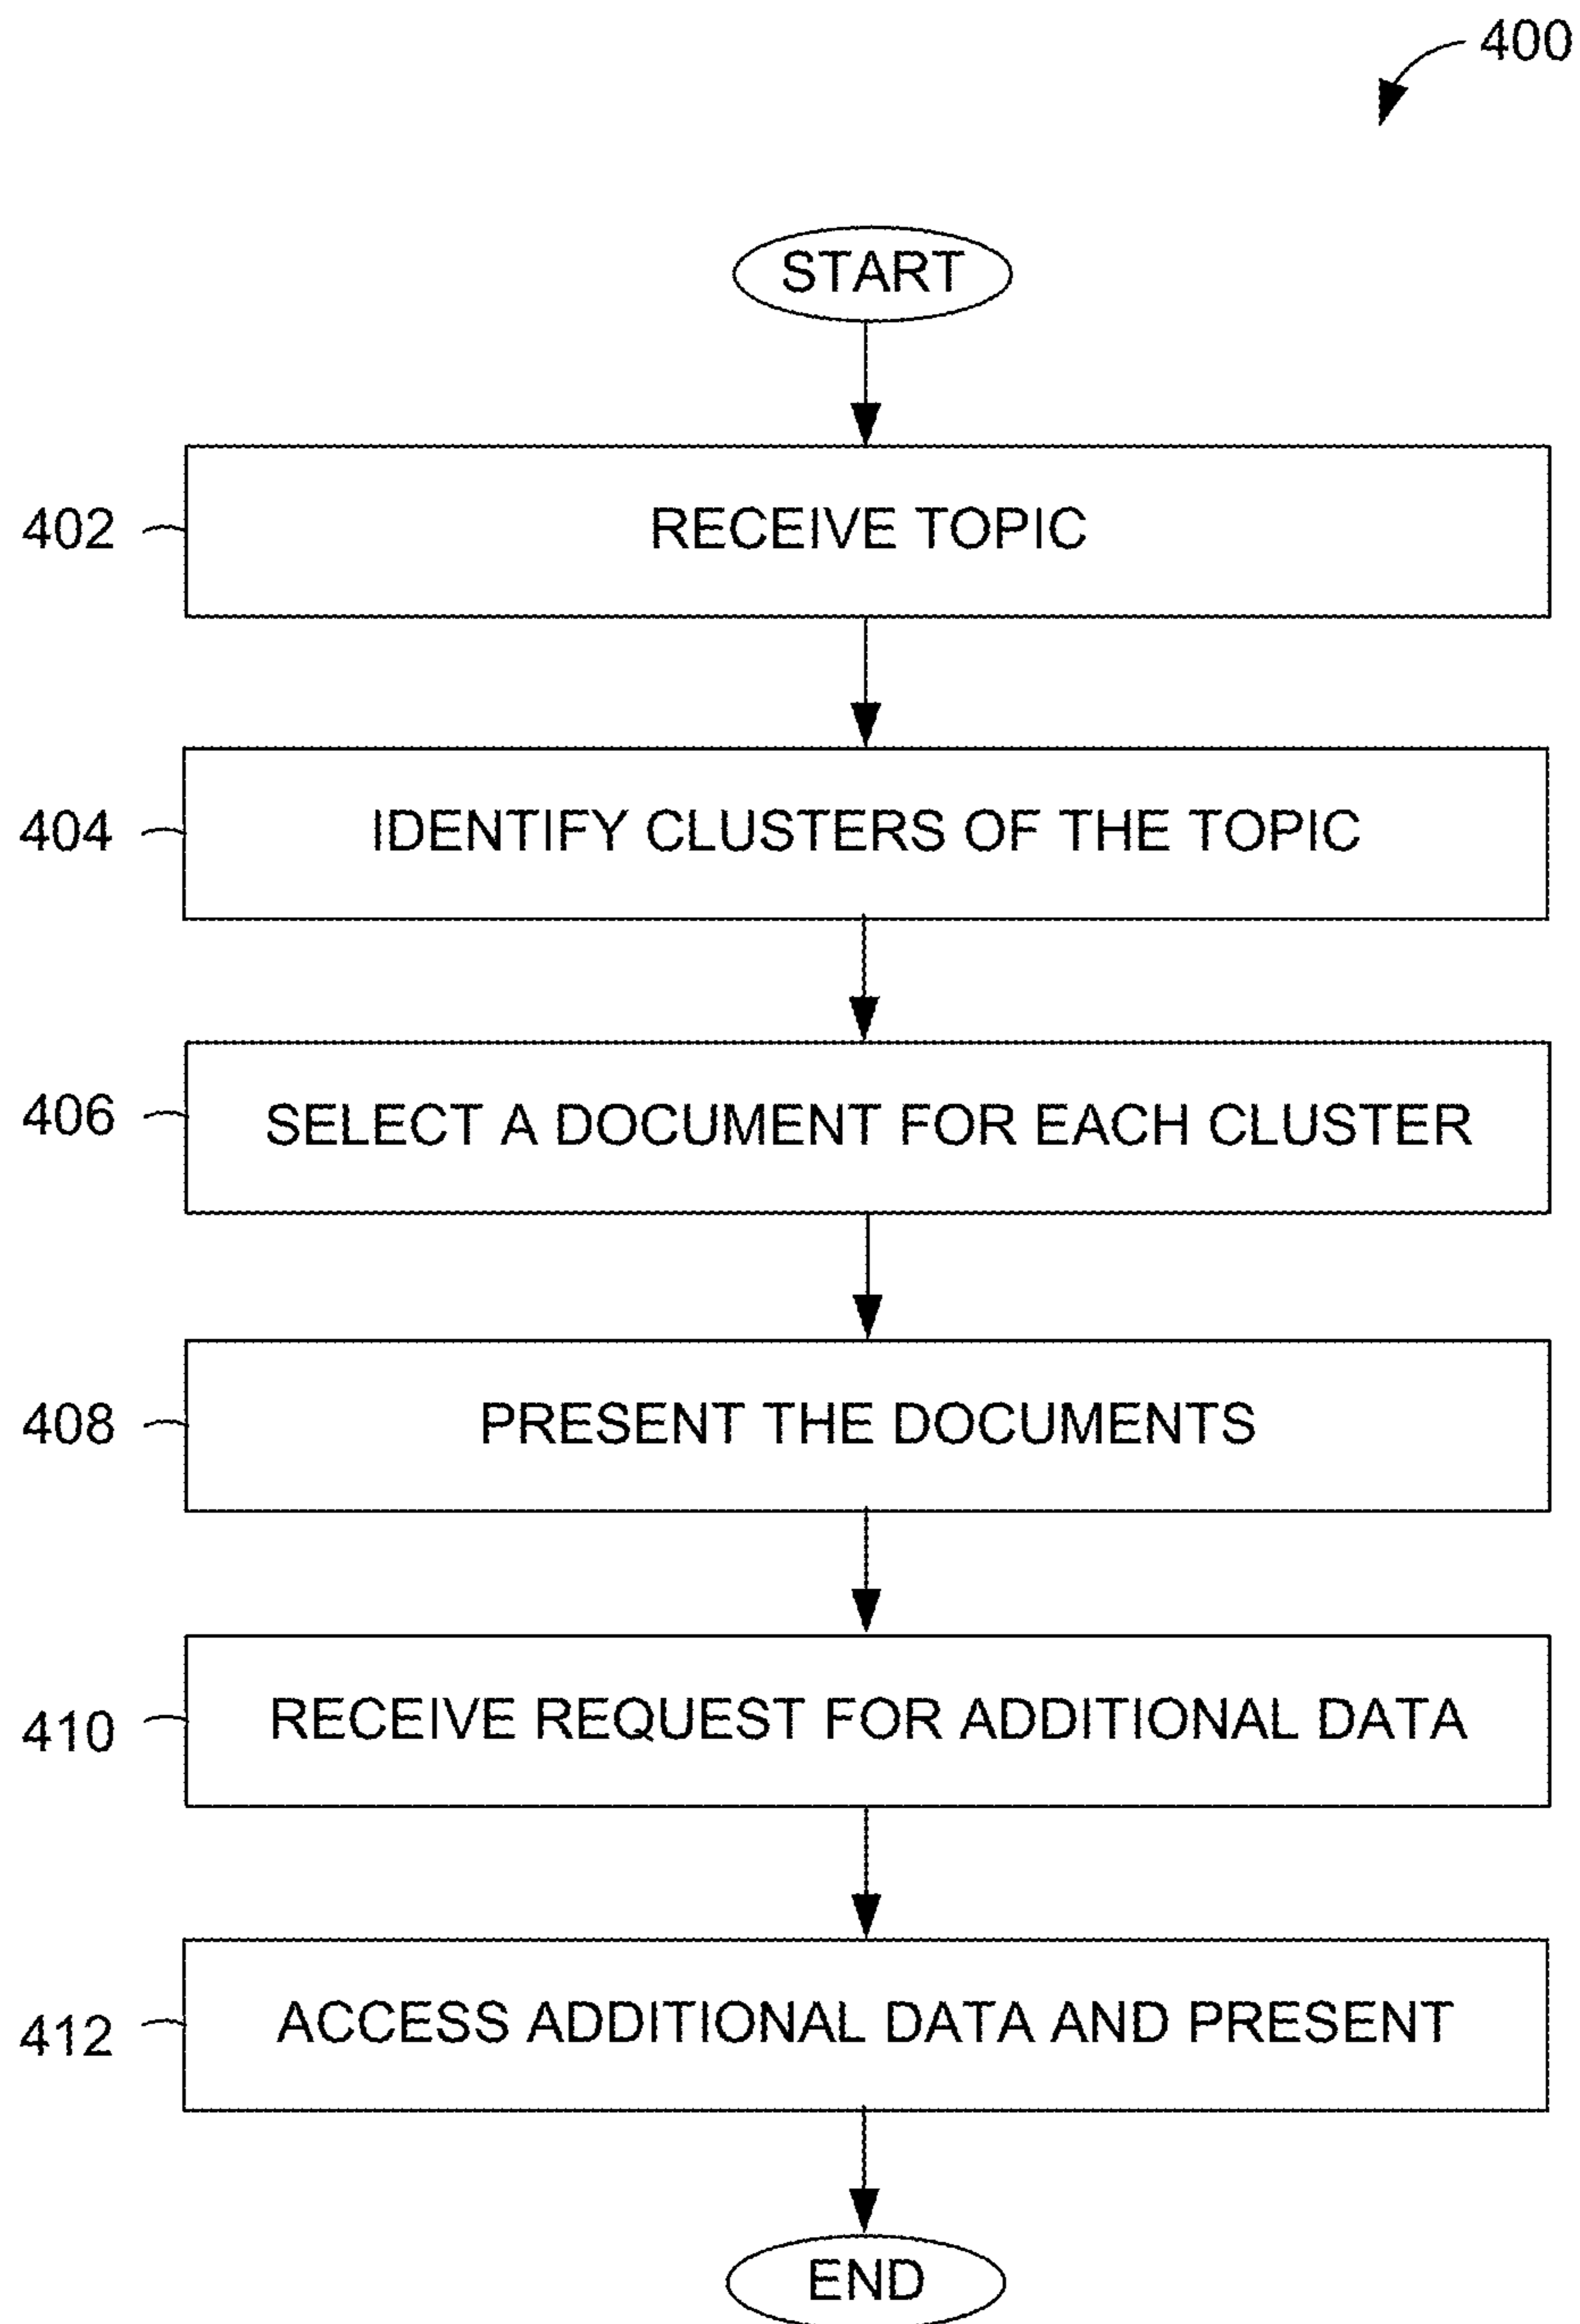 400
START
402 RECEIVE TOPIC
404 IDENTIFY CLUSTERS OF THE TOPIC
406 SELECT A DOCUMENT FOR EACH CLUSTER
408 PRESENT THE DOCUMENTS
410 RECEIVE REQUEST FOR ADDITIONAL DATA
412 ACCESS ADDITIONAL DATA AND PRESENT
END